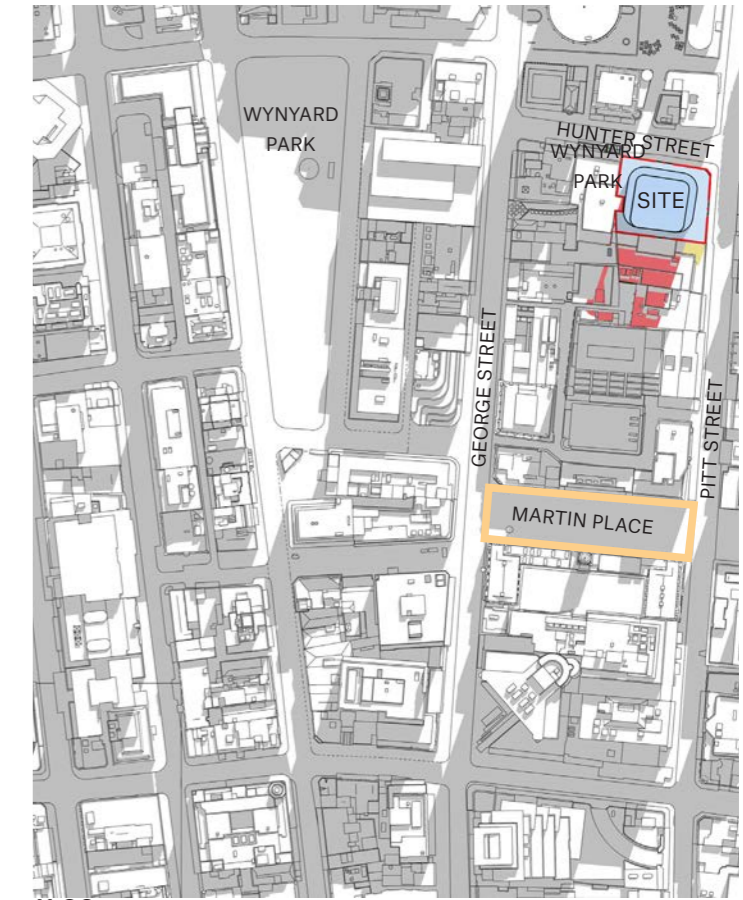 WYNYARD
PARK
HUNTER STREET
WYNYARD
PARK
SITE
GEORGE STREET
PITT STREET
MARTIN PLACE